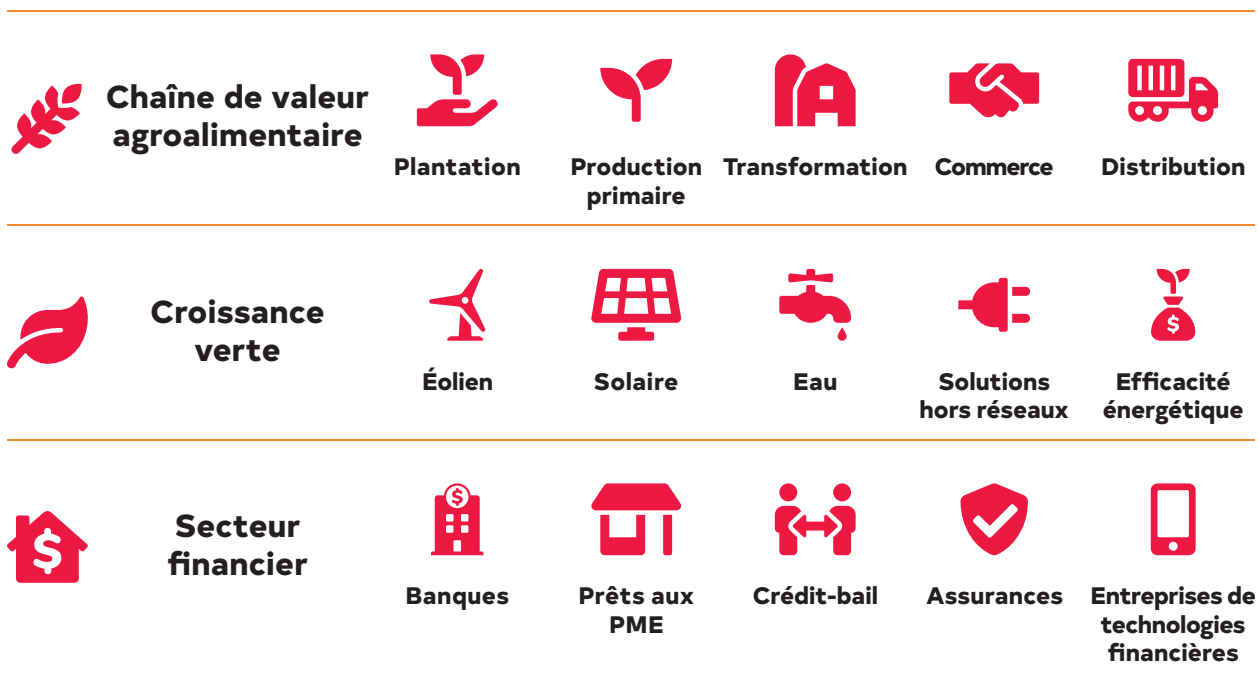 Chaîne de valeur
agroalimentaire
Plantation
Production
primaire
Transformation
Commerce
Distribution
Croissance
verte
Éolien
Solaire
Eau
Solutions
hors réseaux
$
Efficacité
énergétique
$
Secteur
financier
$
Banques
Prêts aux
PME
Crédit-bail
Assurances
Entreprises de
technologies
financières